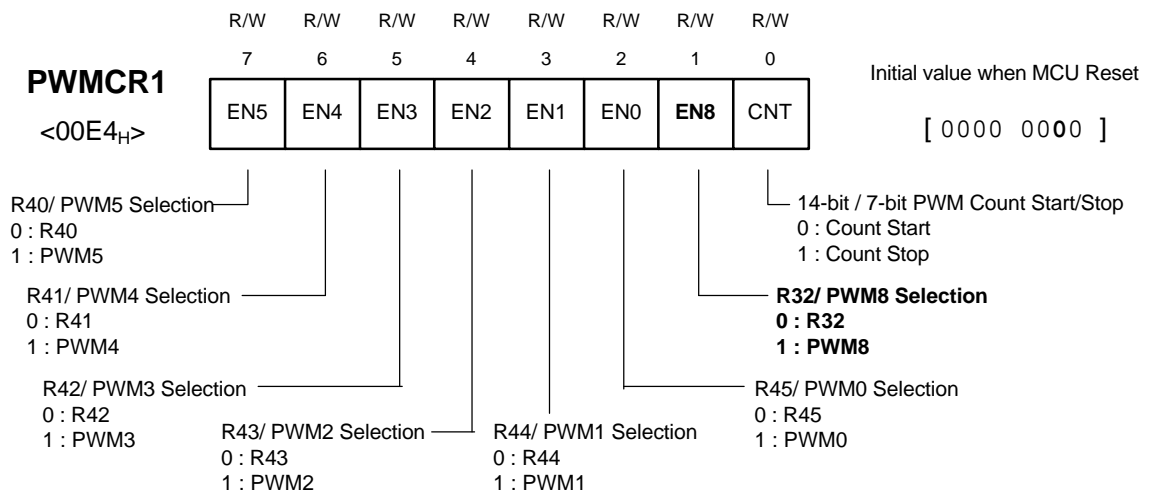 R/W R/W R/W R/W R/W R/W R/W R/W
7 6 5 4 3 2 1 0
PWMCR1
<00E4H>
EN5 EN4 EN3 EN2 EN1 EN0 EN8 CNT
Initial value when MCU Reset
[ 0000 0000 ]
R40/ PWM5 Selection
0 : R40
1 : PWM5
14-bit / 7-bit PWM Count Start/Stop
0 : Count Start
1 : Count Stop
R41/ PWM4 Selection
0 : R41
1 : PWM4
R32/ PWM8 Selection
0 : R32
1 : PWM8
R42/ PWM3 Selection
0 : R42
1 : PWM3
R43/ PWM2 Selection
0 : R43
1 : PWM2
R44/ PWM1 Selection
0 : R44
1 : PWM1
R45/ PWM0 Selection
0 : R45
1 : PWM0